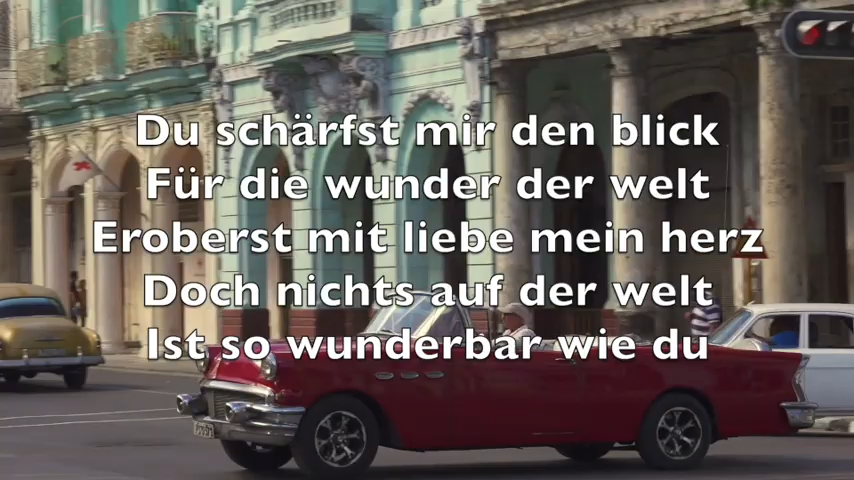 Du schärfst mir den blick
Für die wunder der welt
Eroberst mit liebe mein herz
Doch nichts auf der welt
Ist so wunderbar wie du